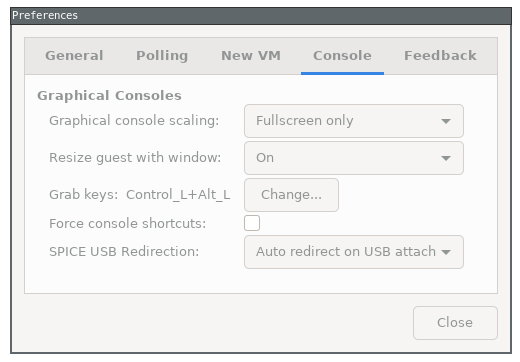 Preferences
General Polling New VM Console Feedback
Graphical Consoles
Graphical console scaling: Fullscreen only
Resize guest with window: On
Grab keys: Control_L+Alt_L Change...
Force console shortcuts:
SPICE USB Redirection: Auto redirect on USB attach
Close